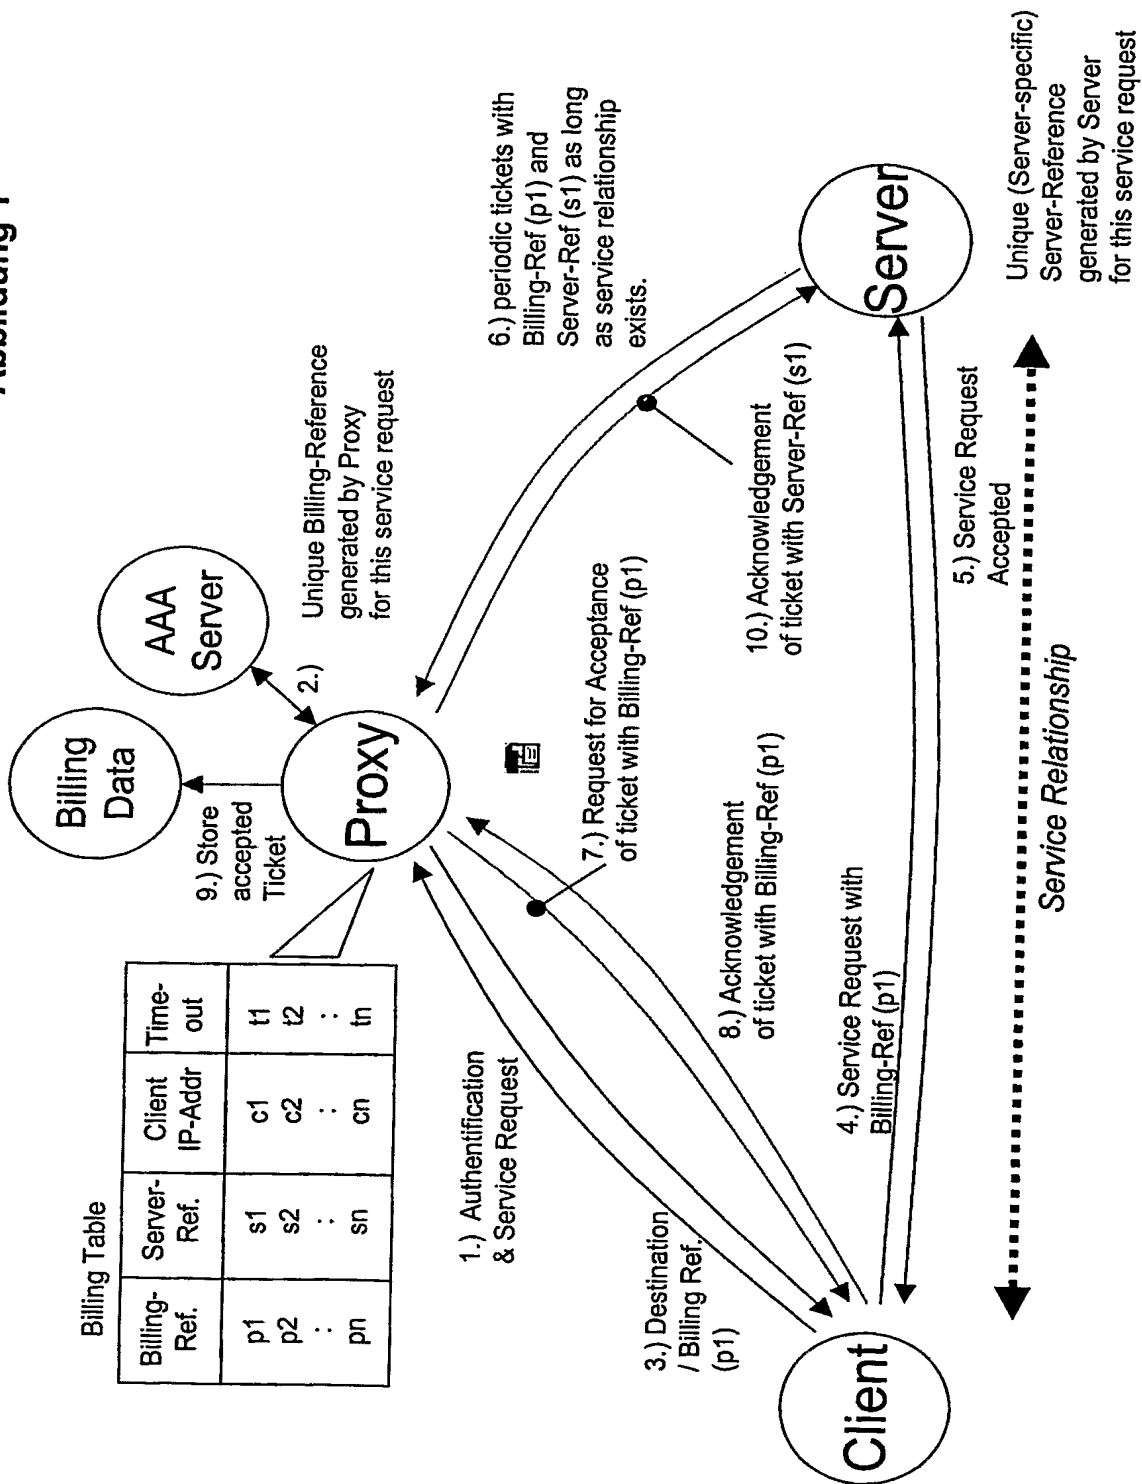 Abbildung 1
Billing Table
Billing-
Ref.
Server-
Ref.
Client
IP-Addr
Time-
out
p1
s1
c1
t1
p2
s2
c2
t2
:
:
:
:
pn
sn
cn
tn
Billing
Data
AAA
Server
9.) Store
accepted
Ticket
2.)
Unique Billing-Reference
generated by Proxy
for this service request
Proxy
1.) Authentification
& Service Request
6.) periodic tickets with
Billing-Ref (p1) and
Server-Ref (s1) as long
as service relationship
exists.
3.) Destination
/ Billing Ref.
(p1)
7.) Request for Acceptance
of ticket with Billing-Ref (p1)
8.) Acknowledgement
of ticket with Billing-Ref (p1)
10.) Acknowledgement
of ticket with Server-Ref (s1)
4.) Service Request with
Billing-Ref (p1)
Client
Server
5.) Service Request
Accepted
Unique (Server-specific)
Server-Reference
generated by Server
for this service request
Service Relationship